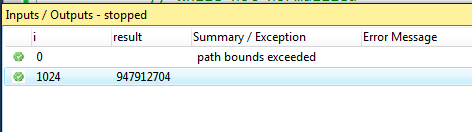 Inputs / Outputs - stopped
i result Summary / Exception Error Message
0 path bounds exceeded
1024 947912704